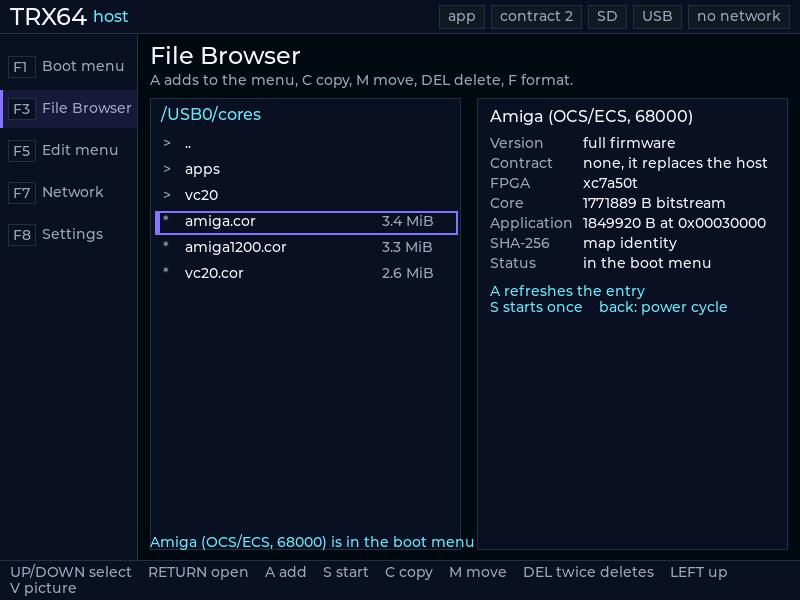 TRX64 host app contract 2 SD USB no network
F1 Boot menu
F3 File Browser
F5 Edit menu
F7 Network
F8 Settings
File Browser
A adds to the menu, C copy, M move, DEL delete, F format.
/USB0/cores
> ..
> apps
> vc20
* amiga.cor 3.4 MiB
* amiga1200.cor 3.3 MiB
* vc20.cor 2.6 MiB
Amiga (OCS/ECS, 68000) is in the boot menu
Amiga (OCS/ECS, 68000)
Version full firmware
Contract none, it replaces the host
FPGA xc7a50t
Core 1771889 B bitstream
Application 1849920 B at 0x00030000
SHA-256 map identity
Status in the boot menu
A refreshes the entry
S starts once back: power cycle
UP/DOWN select RETURN open A add S start C copy M move DEL twice deletes LEFT up
V picture